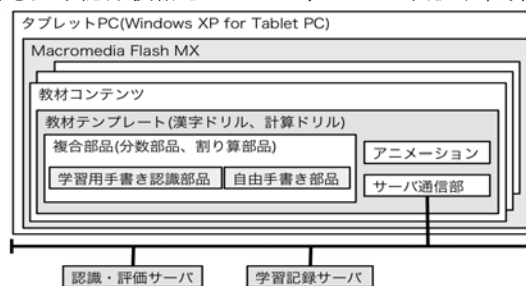 タブレットPC(Windows XP for Tablet PC)
Macromedia Flash MX
教材コンテンツ
教材テンプレート(漢字ドリル、計算ドリル)
複合部品(分数部品、割り算部品)
学習用手書き認識部品
自由手書き部品
アニメーション
サーバ通信部
認識・評価サーバ
学習記録サーバ